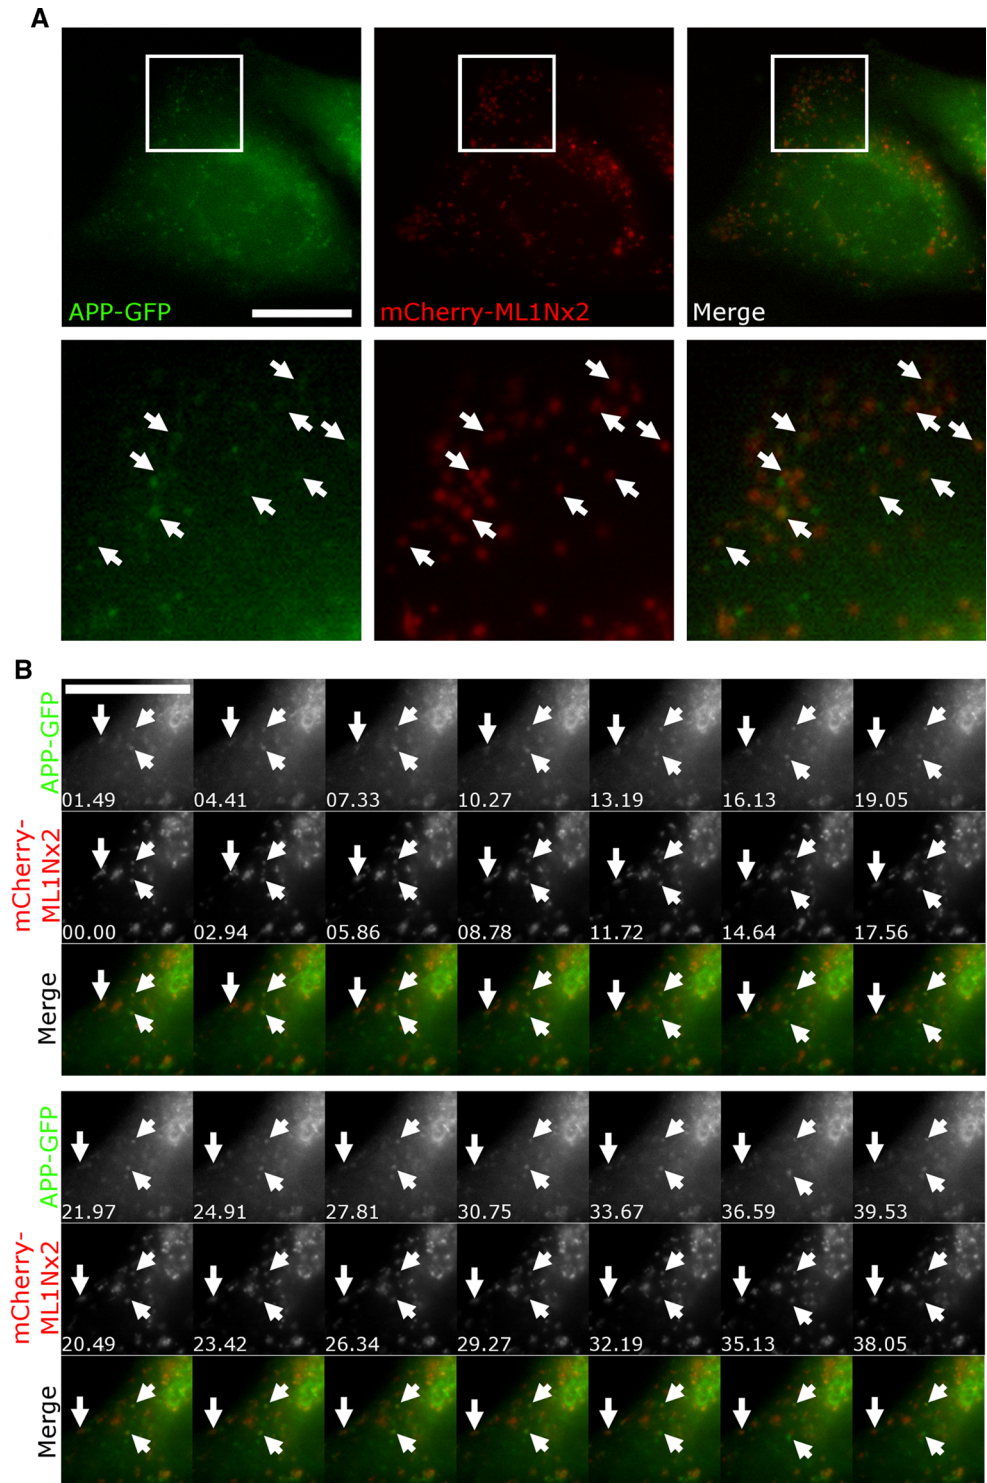 A
APP-GFP
mCherry-ML1Nx2
Merge
B
APP-GFP
01.49 04.41 07.33 10.27 13.19 16.13 19.05
mCherry-
ML1Nx2
00.00 02.94 05.86 08.78 11.72 14.64 17.56
Merge
APP-GFP
21.97 24.91 27.81 30.75 33.67 36.59 39.53
mCherry-
ML1Nx2
20.49 23.42 26.34 29.27 32.19 35.13 38.05
Merge